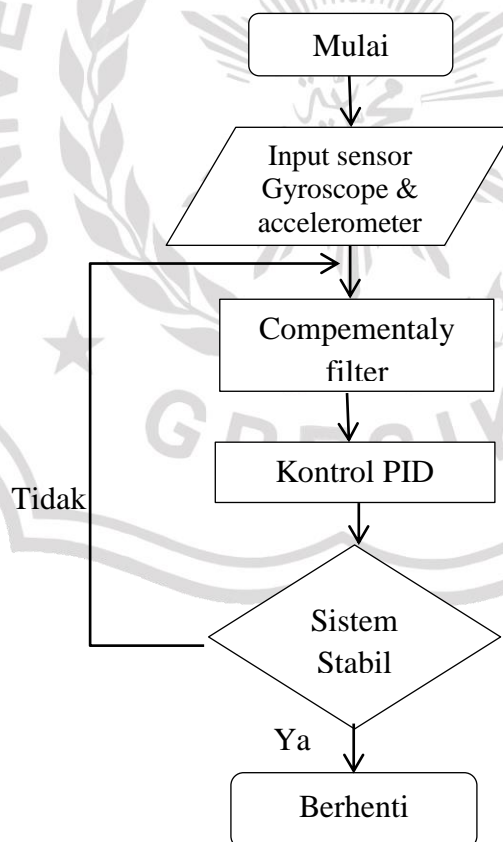 Mulai
Input sensor
Gyroscope &
accelerometer
Compementaly
filter
Kontrol PID
Tidak
Sistem
Stabil
Ya
Berhenti